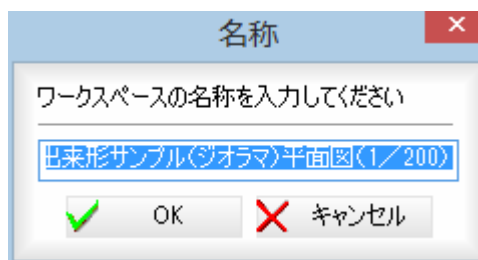 名称
ワークスペースの名称を入力してください
出来形サンプル(ジオラマ)平面図(1／200)
OK
キャンセル